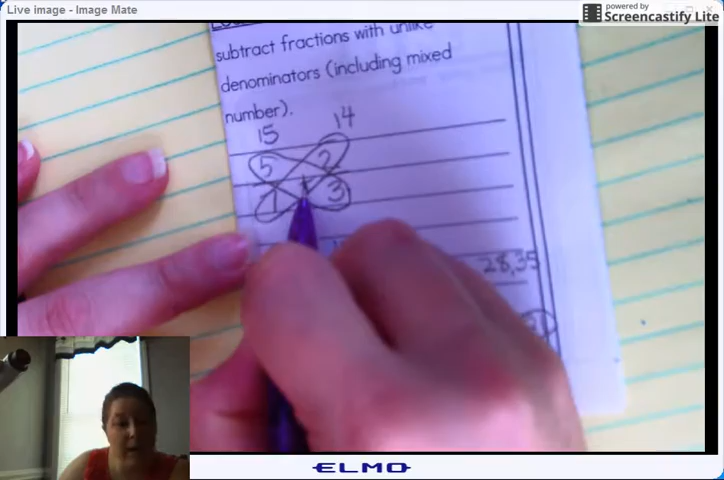 Live image - Image Mate
powered by
Screencastify Lite
subtract fractions with unlike
denominators (including mixed
number).
15 14
5 2
3
28,35
ELMO